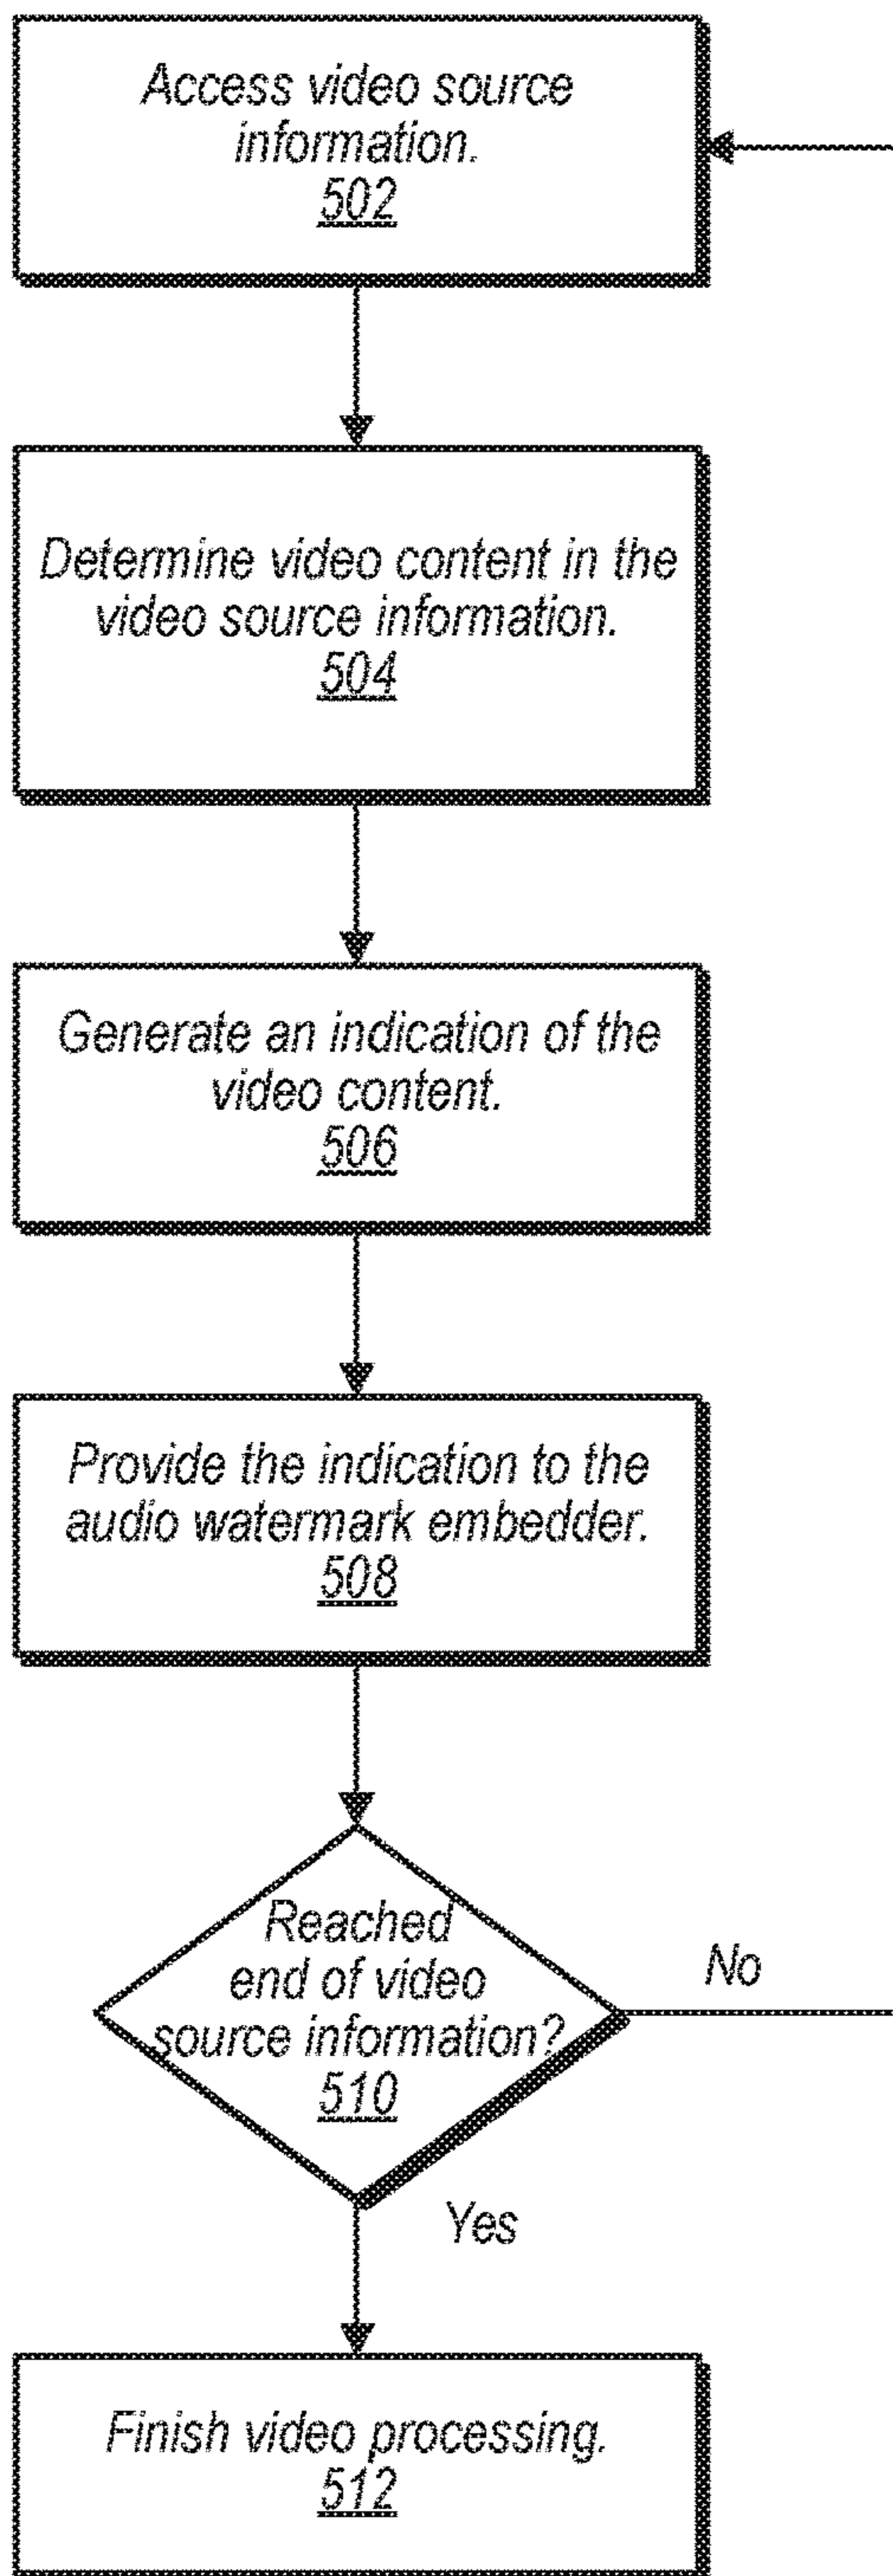 Access video source
information.
502
Determine video content in the
video source information.
504
Generate an indication of the
video content.
506
Provide the indication to the
audio watermark embedder.
508
Reached
end of video
source information?
510
No
Yes
Finish video processing.
512